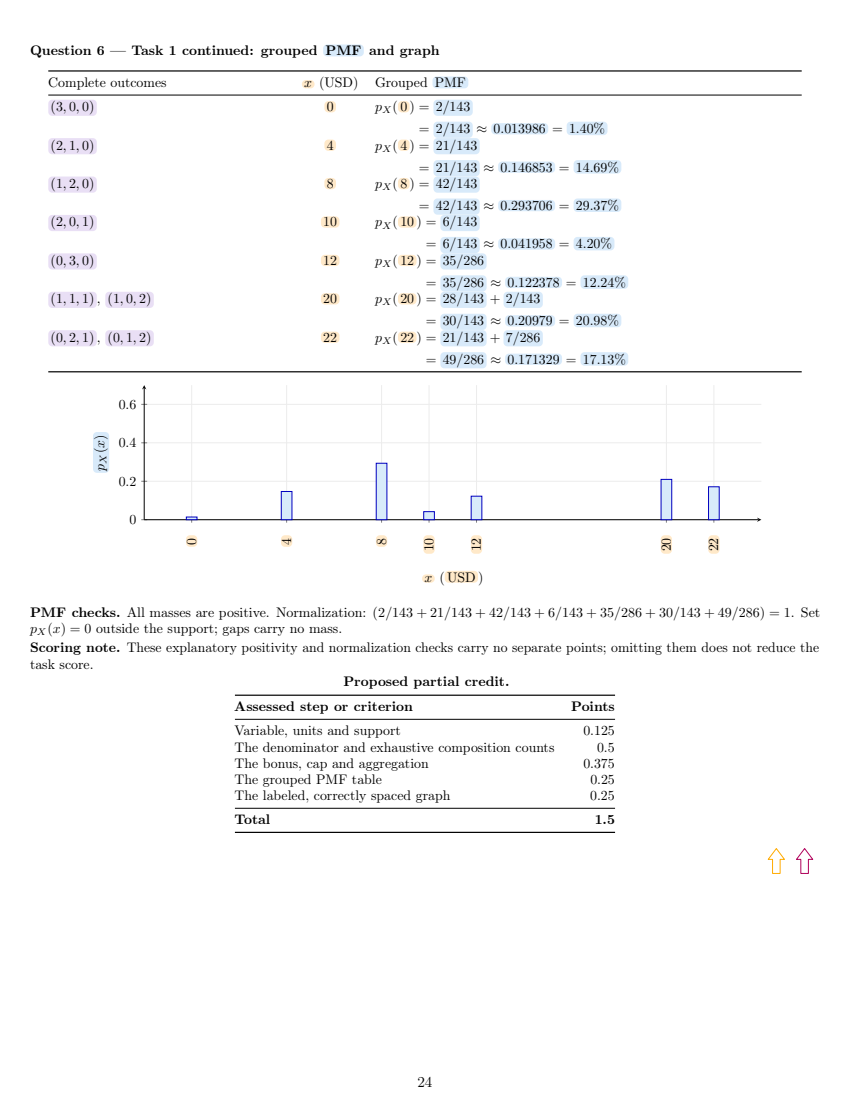 Question 6 — Task 1 continued: grouped PMF and graph
Complete outcomes x (USD) Grouped PMF
(3, 0, 0) 0 pX(0) = 2/143
= 2/143 ≈ 0.013986 = 1.40%
(2, 1, 0) 4 pX(4) = 21/143
= 21/143 ≈ 0.146853 = 14.69%
(1, 2, 0) 8 pX(8) = 42/143
= 42/143 ≈ 0.293706 = 29.37%
(2, 0, 1) 10 pX(10) = 6/143
= 6/143 ≈ 0.041958 = 4.20%
(0, 3, 0) 12 pX(12) = 35/286
= 35/286 ≈ 0.122378 = 12.24%
(1, 1, 1), (1, 0, 2) 20 pX(20) = 28/143 + 2/143
= 30/143 ≈ 0.20979 = 20.98%
(0, 2, 1), (0, 1, 2) 22 pX(22) = 21/143 + 7/286
= 49/286 ≈ 0.171329 = 17.13%
pX(x)
0.6
0.4
0.2
0
0 4 8 10 12 20 22
x (USD)
PMF checks. All masses are positive. Normalization: (2/143 + 21/143 + 42/143 + 6/143 + 35/286 + 30/143 + 49/286) = 1. Set
pX(x) = 0 outside the support; gaps carry no mass.
Scoring note. These explanatory positivity and normalization checks carry no separate points; omitting them does not reduce the
task score.
Proposed partial credit.
Assessed step or criterion Points
Variable, units and support 0.125
The denominator and exhaustive composition counts 0.5
The bonus, cap and aggregation 0.375
The grouped PMF table 0.25
The labeled, correctly spaced graph 0.25
Total 1.5
24